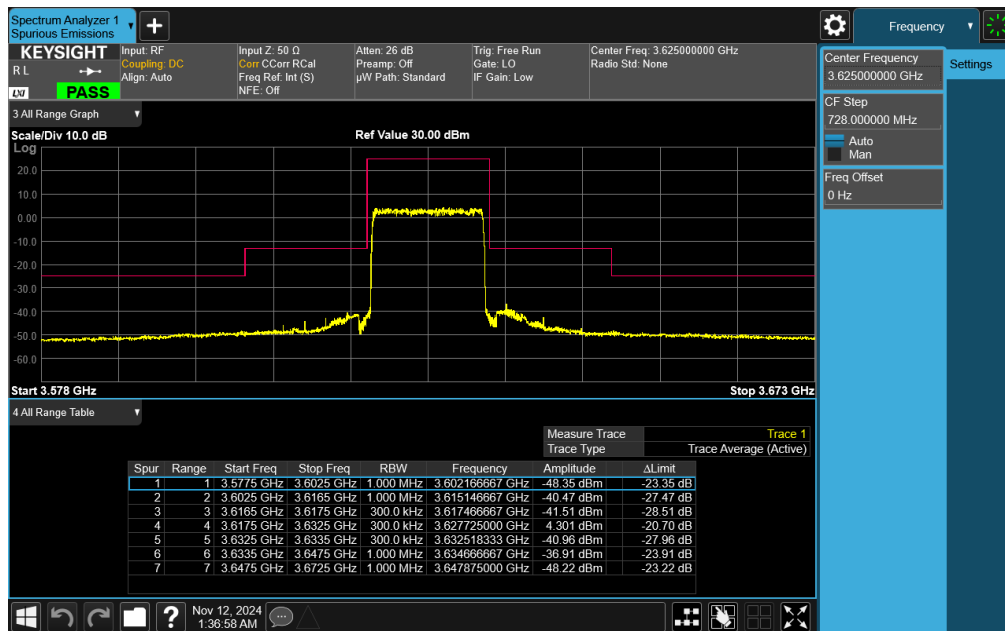 Spectrum Analyzer 1
Spurious Emissions
Frequency
KEYSIGHT
R L
LXI
PASS
Input: RF
Coupling: DC
Align: Auto
Input Z: 50 Ω
Corr CCorr RCal
Freq Ref: Int (S)
NFE: Off
Atten: 26 dB
Preamp: Off
µW Path: Standard
Trig: Free Run
Gate: LO
IF Gain: Low
Center Freq: 3.625000000 GHz
Radio Std: None
Center Frequency
3.625000000 GHz
Settings
CF Step
728.000000 MHz
Auto
Man
Freq Offset
0 Hz
3 All Range Graph
Scale/Div 10.0 dB
Ref Value 30.00 dBm
Log
20.0
10.0
0.00
-10.0
-20.0
-30.0
-40.0
-50.0
-60.0
Start 3.578 GHz
Stop 3.673 GHz
4 All Range Table
Measure Trace Trace 1
Trace Type Trace Average (Active)
Spur Range Start Freq Stop Freq RBW Frequency Amplitude ΔLimit
1 1 3.5775 GHz 3.6025 GHz 1.000 MHz 3.602166667 GHz -48.35 dBm -23.35 dB
2 2 3.6025 GHz 3.6165 GHz 1.000 MHz 3.615146667 GHz -40.47 dBm -27.47 dB
3 3 3.6165 GHz 3.6175 GHz 300.0 kHz 3.617466667 GHz -41.51 dBm -28.51 dB
4 4 3.6175 GHz 3.6325 GHz 300.0 kHz 3.627725000 GHz 4.301 dBm -20.70 dB
5 5 3.6325 GHz 3.6335 GHz 300.0 kHz 3.632518333 GHz -40.96 dBm -27.96 dB
6 6 3.6335 GHz 3.6475 GHz 1.000 MHz 3.634666667 GHz -36.91 dBm -23.91 dB
7 7 3.6475 GHz 3.6725 GHz 1.000 MHz 3.647875000 GHz -48.22 dBm -23.22 dB
Nov 12, 2024
1:36:58 AM